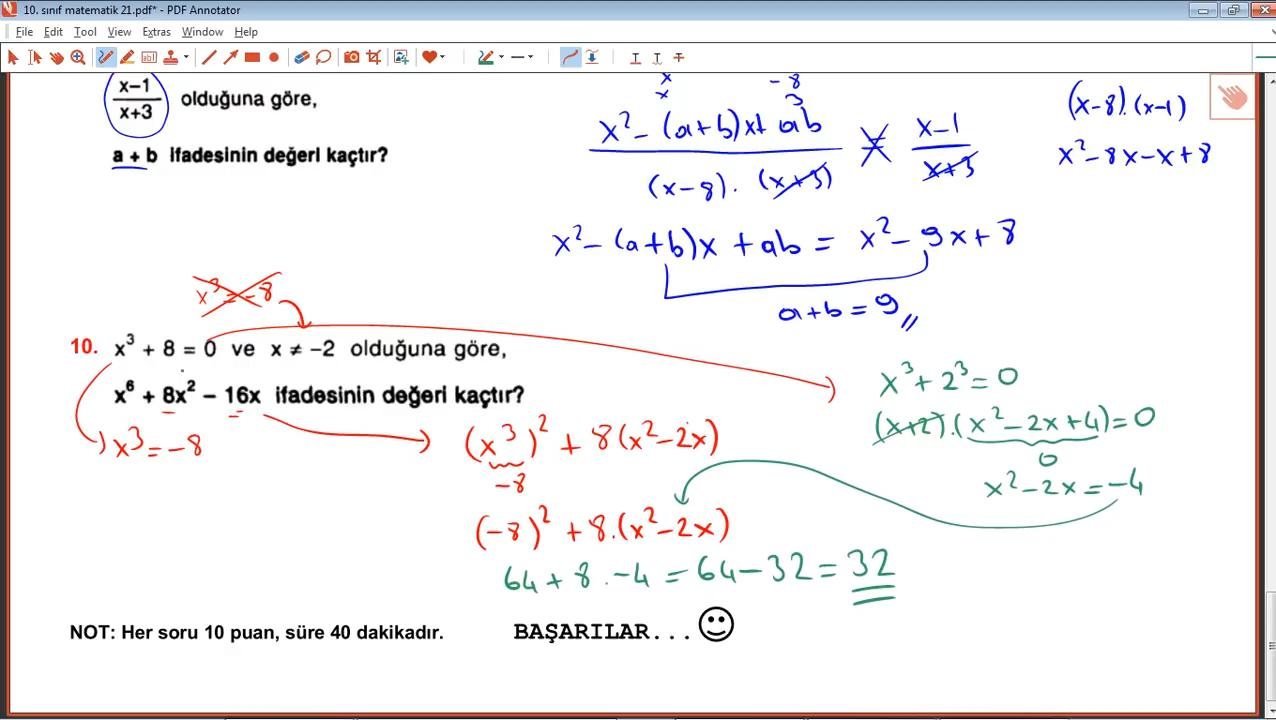 10. sınıf matematik 21.pdf* - PDF Annotator
File Edit Tool View Extras Window Help
x-1
x+3
olduğuna göre,
a + b ifadesinin değeri kaçtır?
x -8
x 3
x² - (a+b)x + ab
(x-8) . (x+3)
x-1
x+3
(x-8).(x-1)
x² - 8x - x + 8
x² - (a+b)x + ab = x² - 9x + 8
a+b = 9
x³ = -8
10. x³ + 8 = 0 ve x ≠ -2 olduğuna göre,
x⁶ + 8x² - 16x ifadesinin değeri kaçtır?
x³ = -8
(x³)² + 8(x² - 2x)
-8
(-8)² + 8.(x² - 2x)
64 + 8 . -4 = 64 - 32 = 32
x³ + 2³ = 0
(x+2).(x² - 2x + 4) = 0
0
x² - 2x = -4
NOT: Her soru 10 puan, süre 40 dakikadır.
BAŞARILAR...